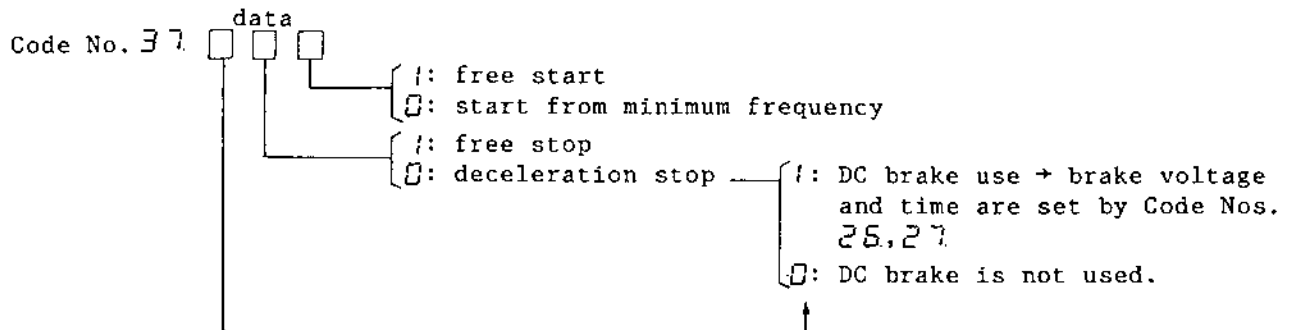 data
Code No. 37.
1: free start
0: start from minimum frequency
1: free stop
0: deceleration stop 1: DC brake use → brake voltage
and time are set by Code Nos.
26., 27.
0: DC brake is not used.